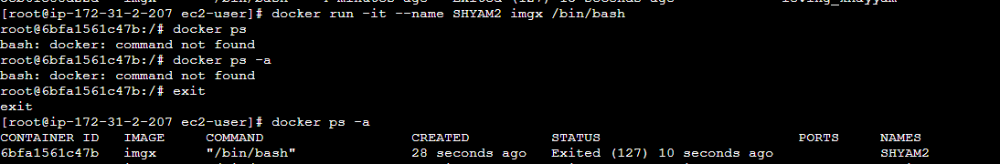 [root@ip-172-31-2-207 ec2-user]# docker run -it --name SHYAM2 imgx /bin/bash
root@6bfa1561c47b:/# docker ps
bash: docker: command not found
root@6bfa1561c47b:/# docker ps -a
bash: docker: command not found
root@6bfa1561c47b:/# exit
exit
[root@ip-172-31-2-207 ec2-user]# docker ps -a
CONTAINER ID IMAGE COMMAND CREATED STATUS PORTS NAMES
6bfa1561c47b imgx "/bin/bash" 28 seconds ago Exited (127) 10 seconds ago SHYAM2